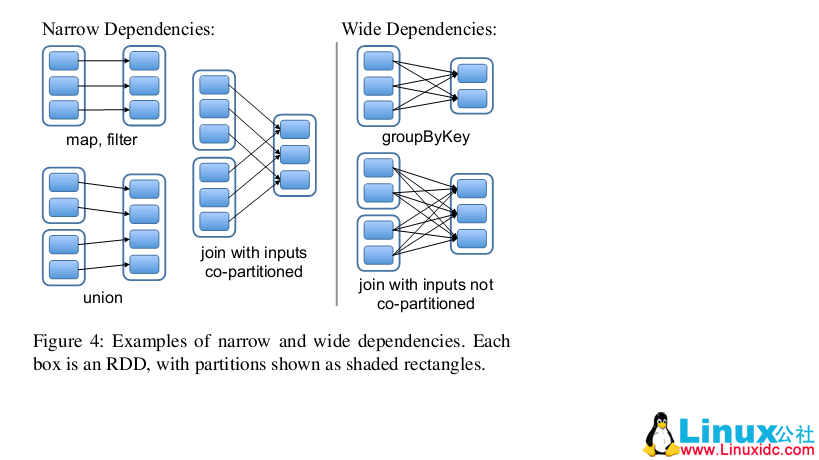 Narrow Dependencies:
map, filter
union
join with inputs
co-partitioned
Wide Dependencies:
groupByKey
join with inputs not
co-partitioned
Figure 4: Examples of narrow and wide dependencies. Each
box is an RDD, with partitions shown as shaded rectangles.
Linux公社
www.Linuxidc.com